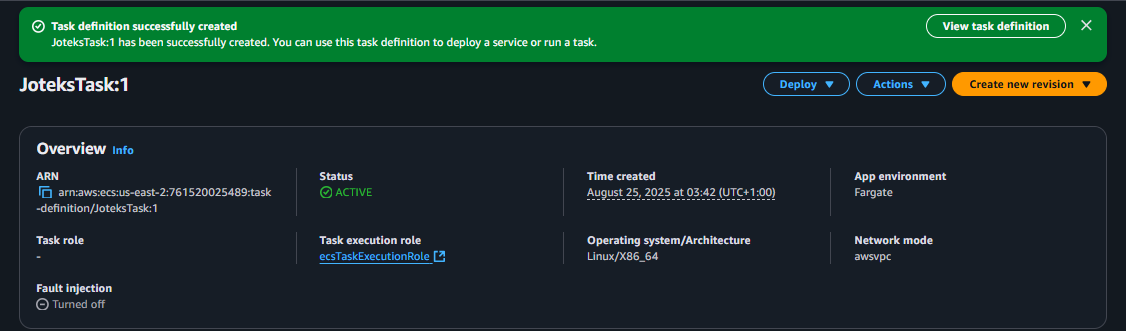 Task definition successfully created
JoteksTask:1 has been successfully created. You can use this task definition to deploy a service or run a task.
View task definition
JoteksTask:1
Deploy
Actions
Create new revision
Overview Info
ARN
arn:aws:ecs:us-east-2:761520025489:task
-definition/JoteksTask:1
Status
ACTIVE
Time created
August 25, 2025 at 03:42 (UTC+1:00)
App environment
Fargate
Task role
-
Task execution role
ecsTaskExecutionRole
Operating system/Architecture
Linux/X86_64
Network mode
awsvpc
Fault injection
Turned off